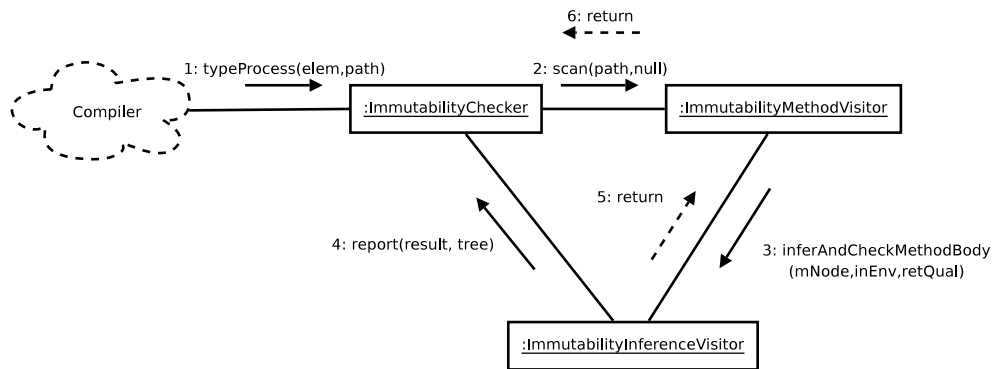 6: return
1: typeProcess(elem,path)
2: scan(path,null)
Compiler
:ImmutabilityChecker
:ImmutabilityMethodVisitor
5: return
4: report(result, tree)
3: inferAndCheckMethodBody
(mNode,inEnv,retQual)
:ImmutabilityInferenceVisitor